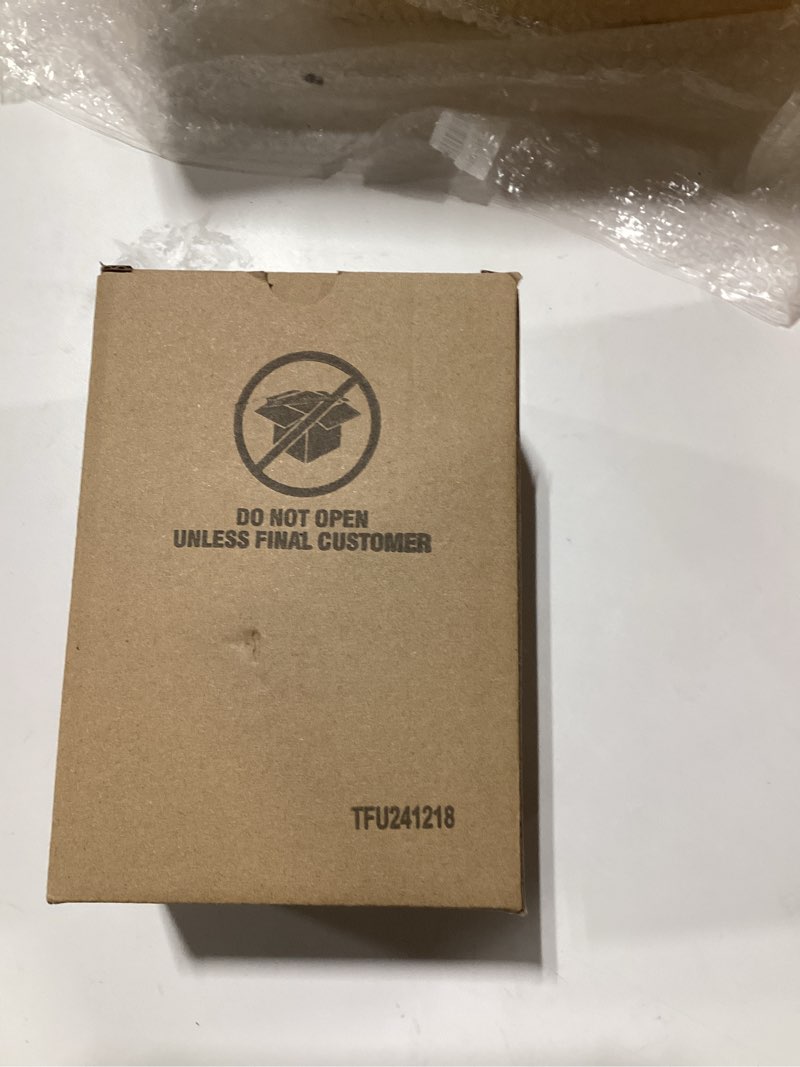 DO NOT OPEN
UNLESS FINAL CUSTOMER
TFU241218